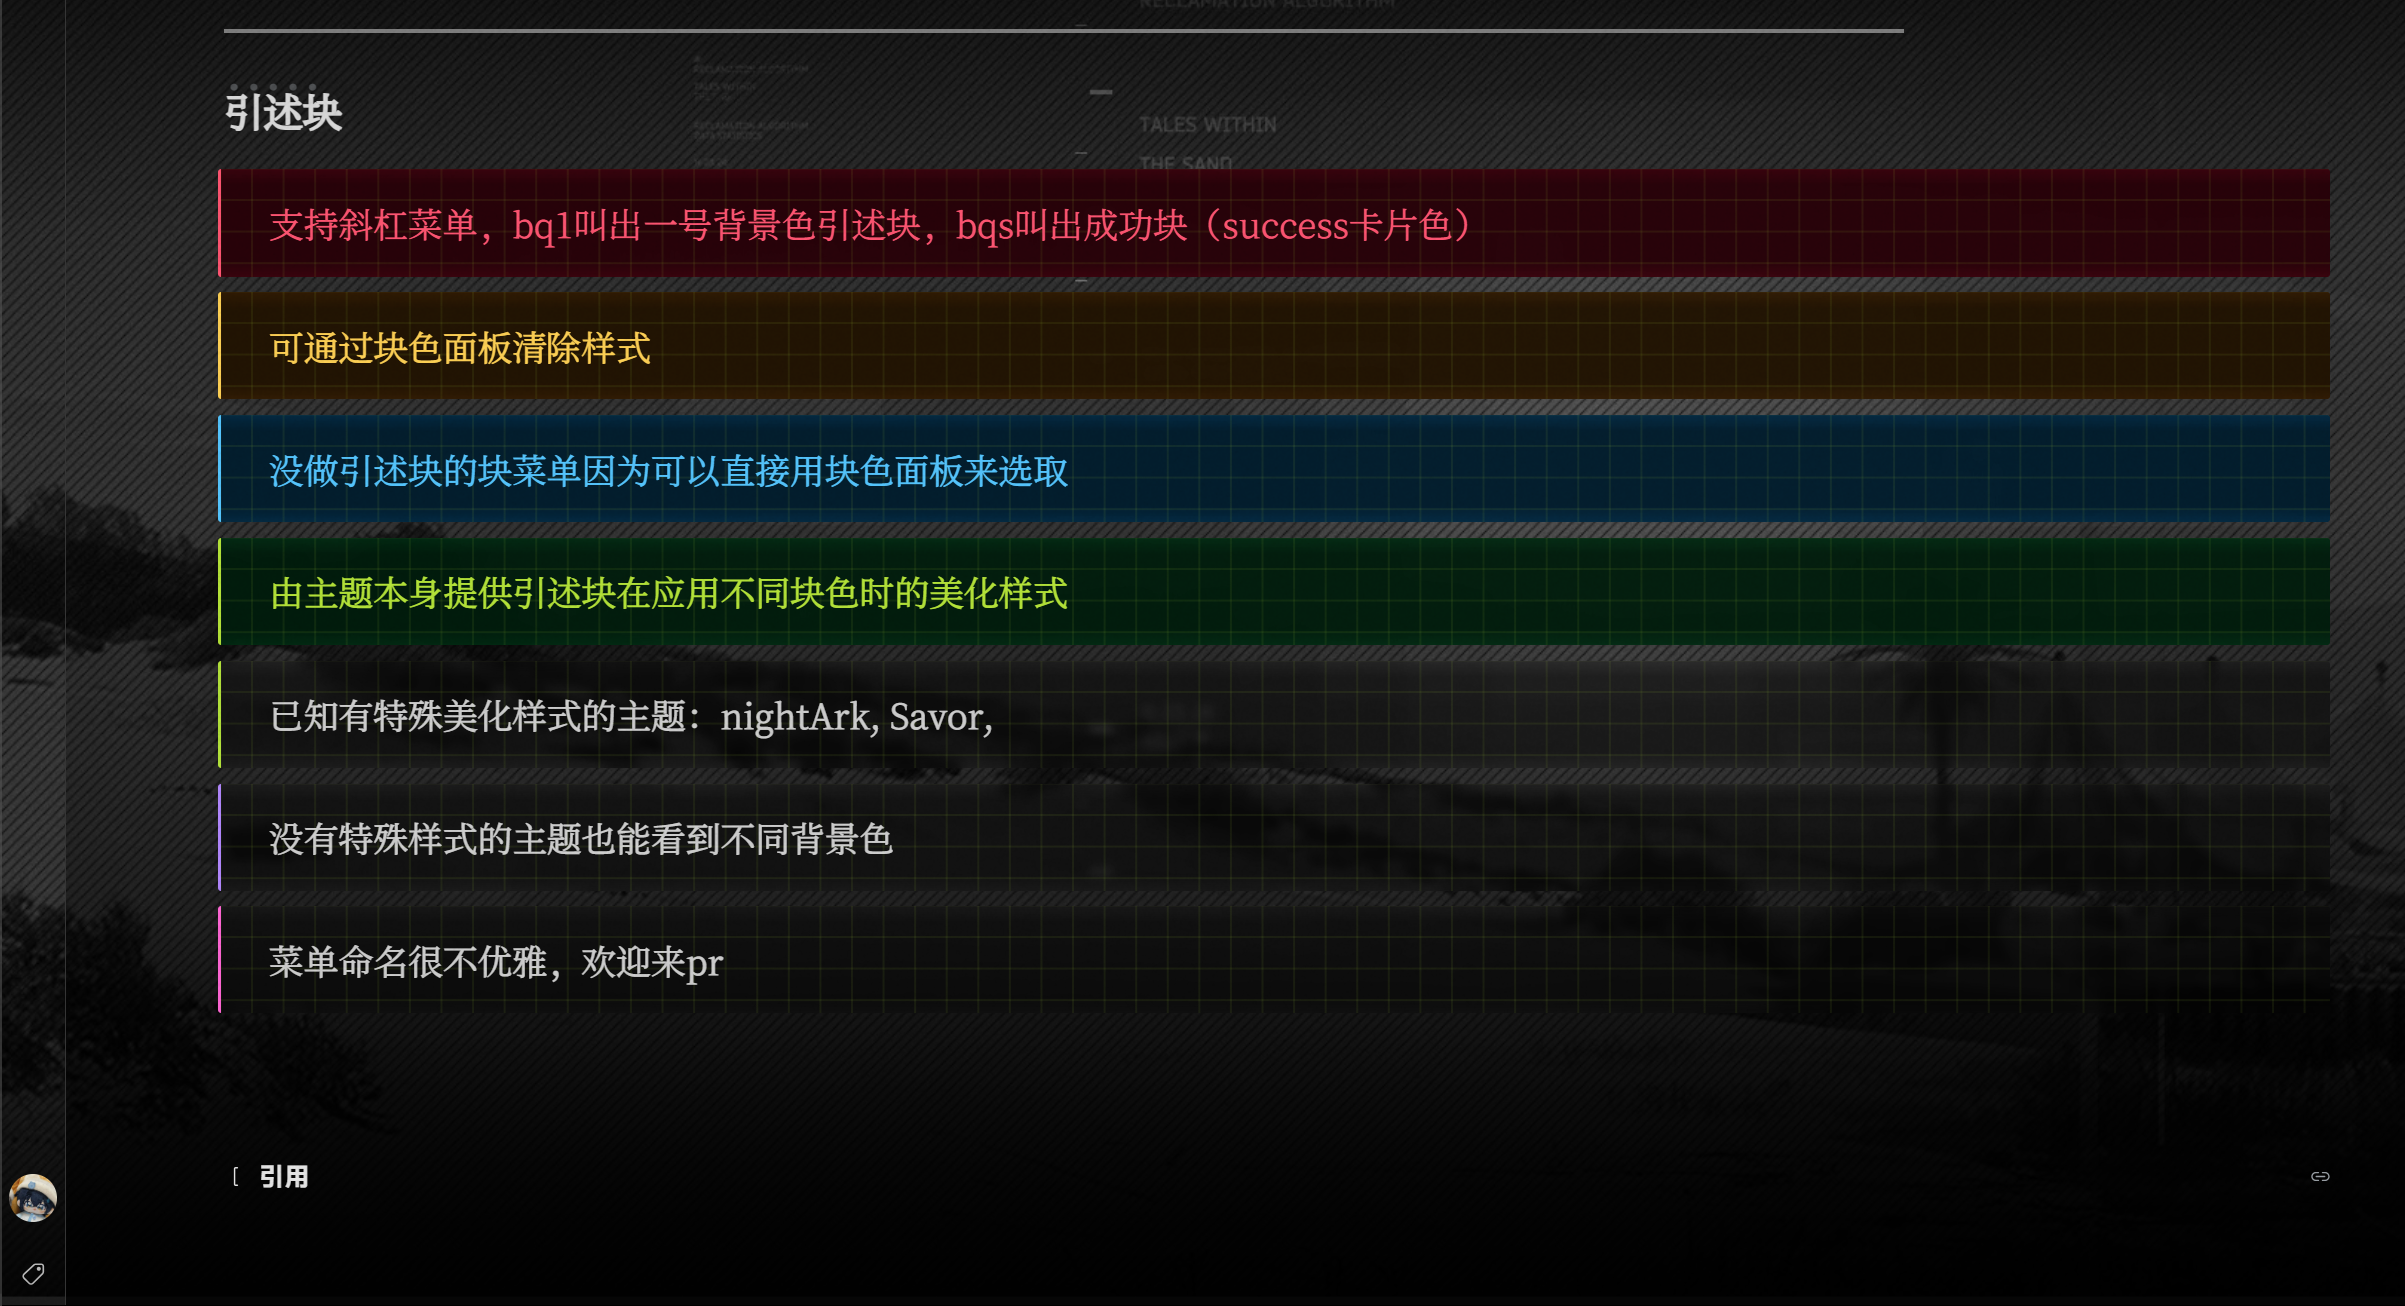 RECLAMATION ALGORITHM
引述块
TALES WITHIN
THE SAND
支持斜杠菜单，bq1叫出一号背景色引述块，bqs叫出成功块（success卡片色）
可通过块色面板清除样式
没做引述块的块菜单因为可以直接用块色面板来选取
由主题本身提供引述块在应用不同块色时的美化样式
已知有特殊美化样式的主题：nightArk, Savor,
没有特殊样式的主题也能看到不同背景色
菜单命名很不优雅，欢迎来pr
引用